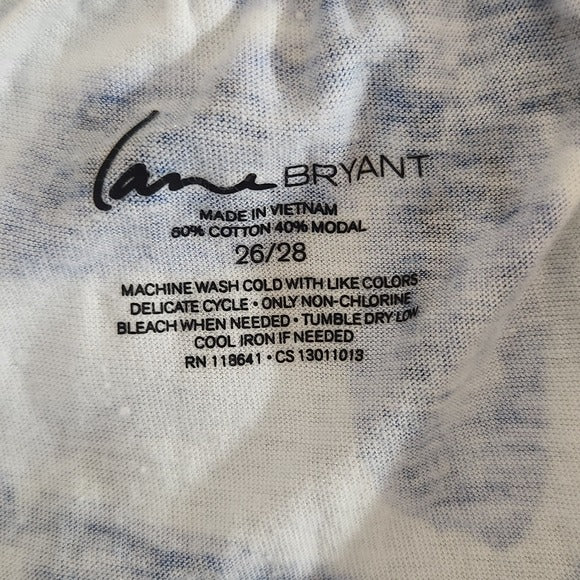 Lane BRYANT
MADE IN VIETNAM
60% COTTON 40% MODAL
26/28
MACHINE WASH COLD WITH LIKE COLORS
DELICATE CYCLE • ONLY NON-CHLORINE
BLEACH WHEN NEEDED • TUMBLE DRY LOW
COOL IRON IF NEEDED
RN 118641 • CS 13011013